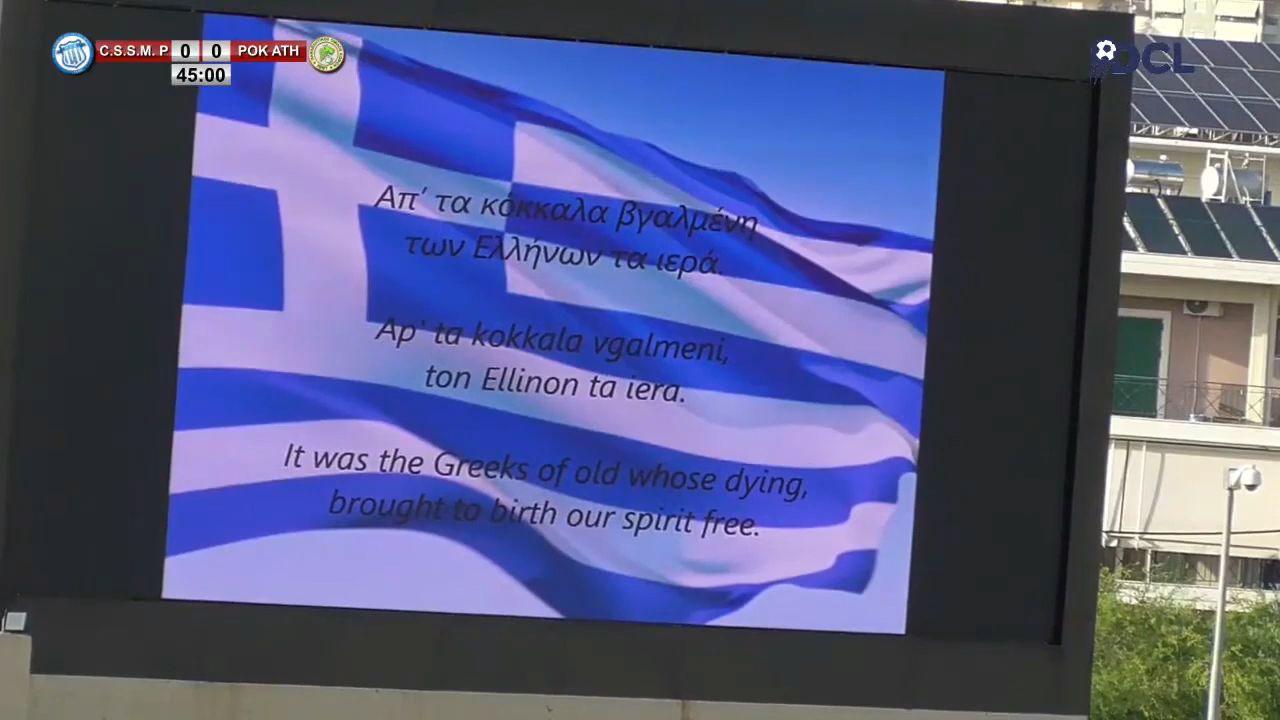 C.S.S.M. P 0 0 POK ATH
45:00
DCL
Απ' τα κόκκαλα βγαλμένη
των Ελλήνων τα ιερά.
Ap' ta kokkala vgalmeni,
ton Ellinon ta iera.
It was the Greeks of old whose dying,
brought to birth our spirit free.